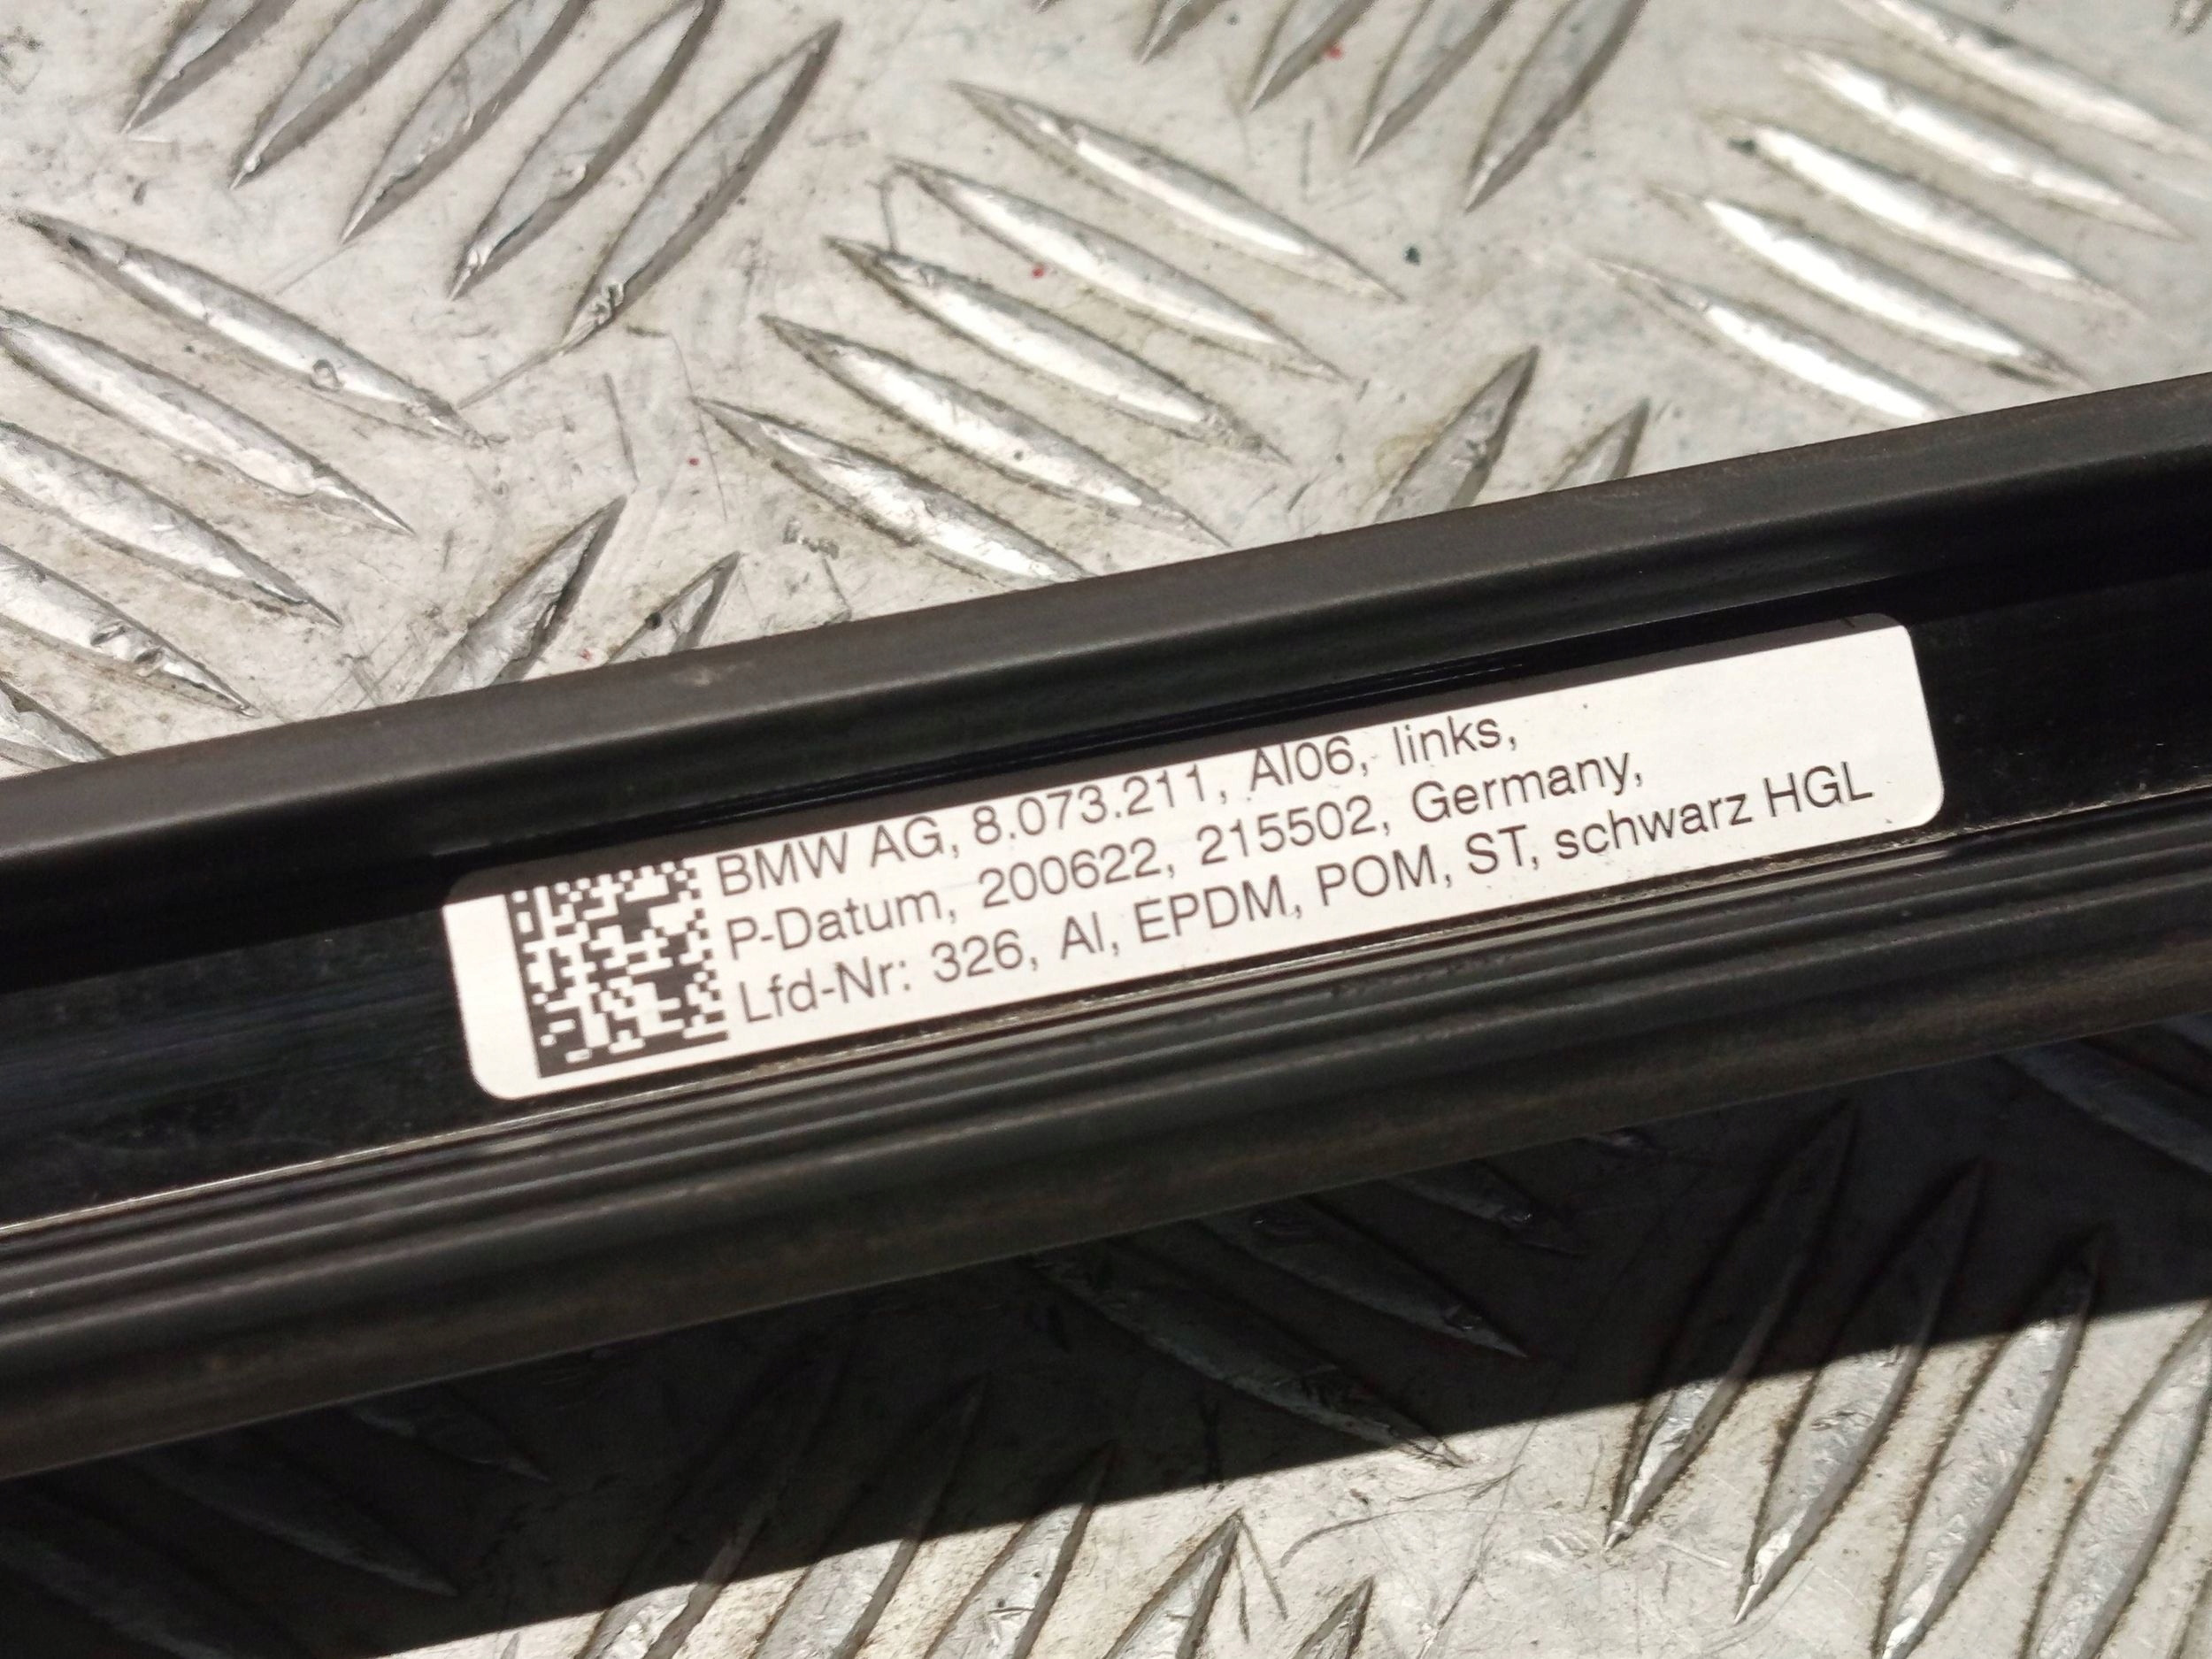 BMW AG, 8.073.211, AI06, links,
P-Datum, 200622, 215502, Germany,
Lfd-Nr: 326, Al, EPDM, POM, ST, schwarz HGL